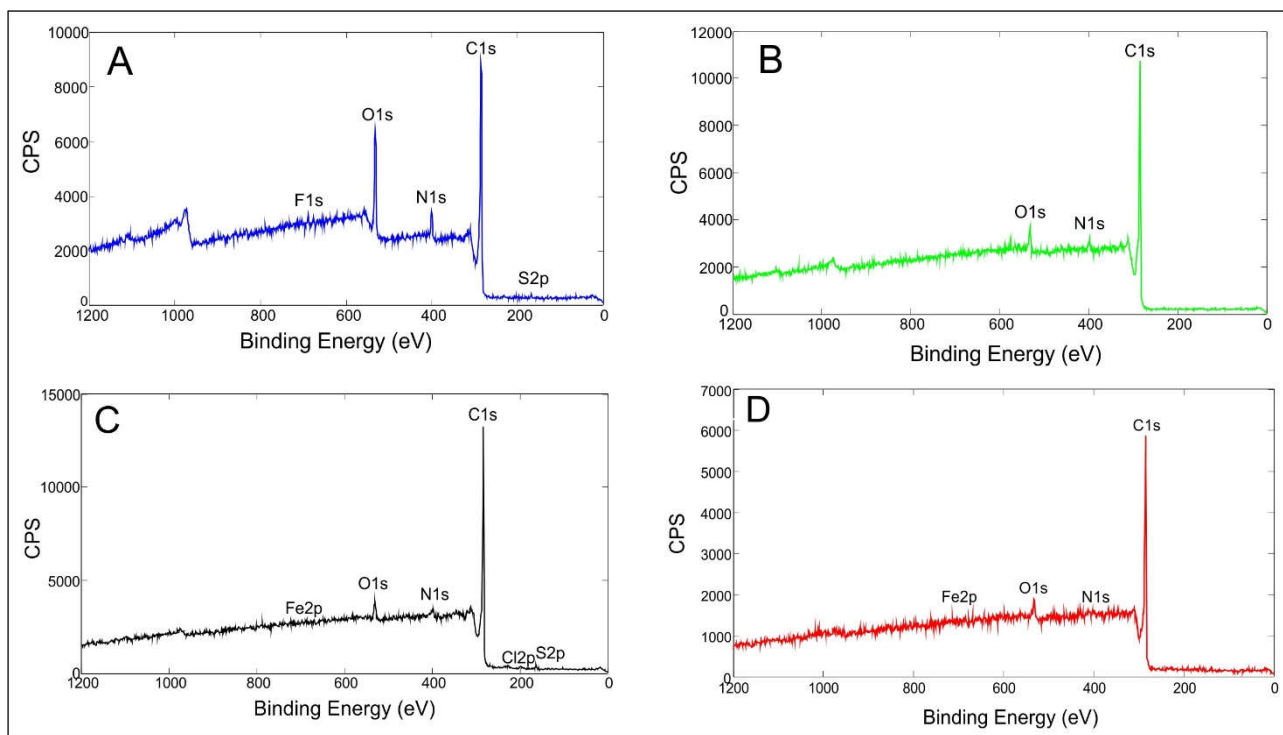 A
10000
C1s
8000
O1s
6000
CPS
F1s
N1s
4000
2000
S2p
0
1200 1000 800 600 400 200 0
Binding Energy (eV)
B
12000
C1s
10000
8000
CPS
6000
O1s
N1s
4000
2000
0
1200 1000 800 600 400 200 0
Binding Energy (eV)
C
15000
C1s
10000
CPS
O1s
N1s
5000
Fe2p
Cl2p
S2p
0
1200 1000 800 600 400 200 0
Binding Energy (eV)
D
7000
C1s
6000
5000
4000
CPS
3000
Fe2p
O1s
N1s
2000
1000
0
1200 1000 800 600 400 200 0
Binding Energy (eV)